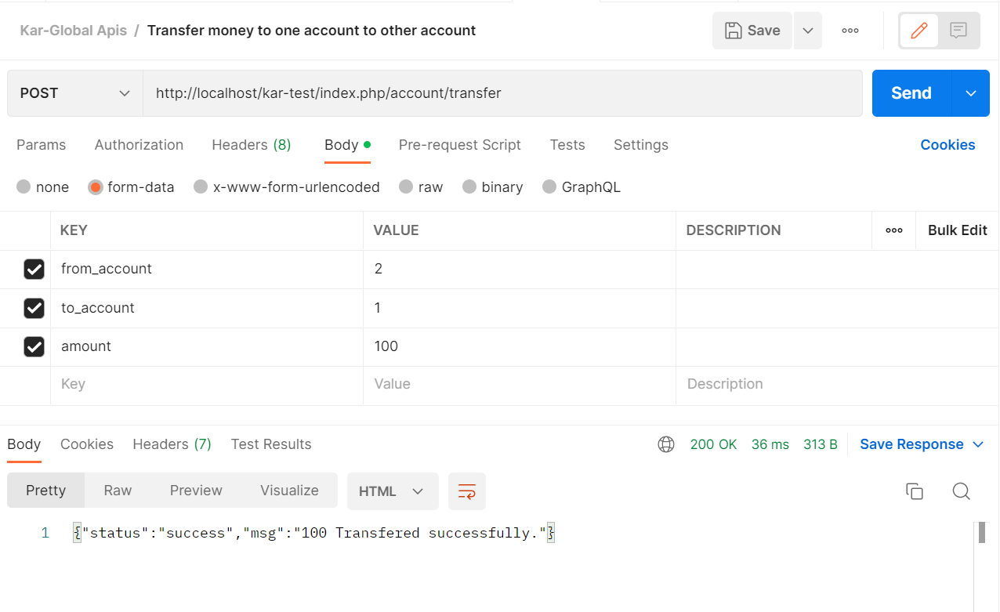 Kar-Global Apis / Transfer money to one account to other account Save
POST http://localhost/kar-test/index.php/account/transfer Send
Params Authorization Headers (8) Body Pre-request Script Tests Settings Cookies
none form-data x-www-form-urlencoded raw binary GraphQL
KEY VALUE DESCRIPTION Bulk Edit
from_account 2
to_account 1
amount 100
Key Value Description
Body Cookies Headers (7) Test Results 200 OK 36 ms 313 B Save Response
Pretty Raw Preview Visualize HTML
1 {"status":"success","msg":"100 Transfered successfully."}